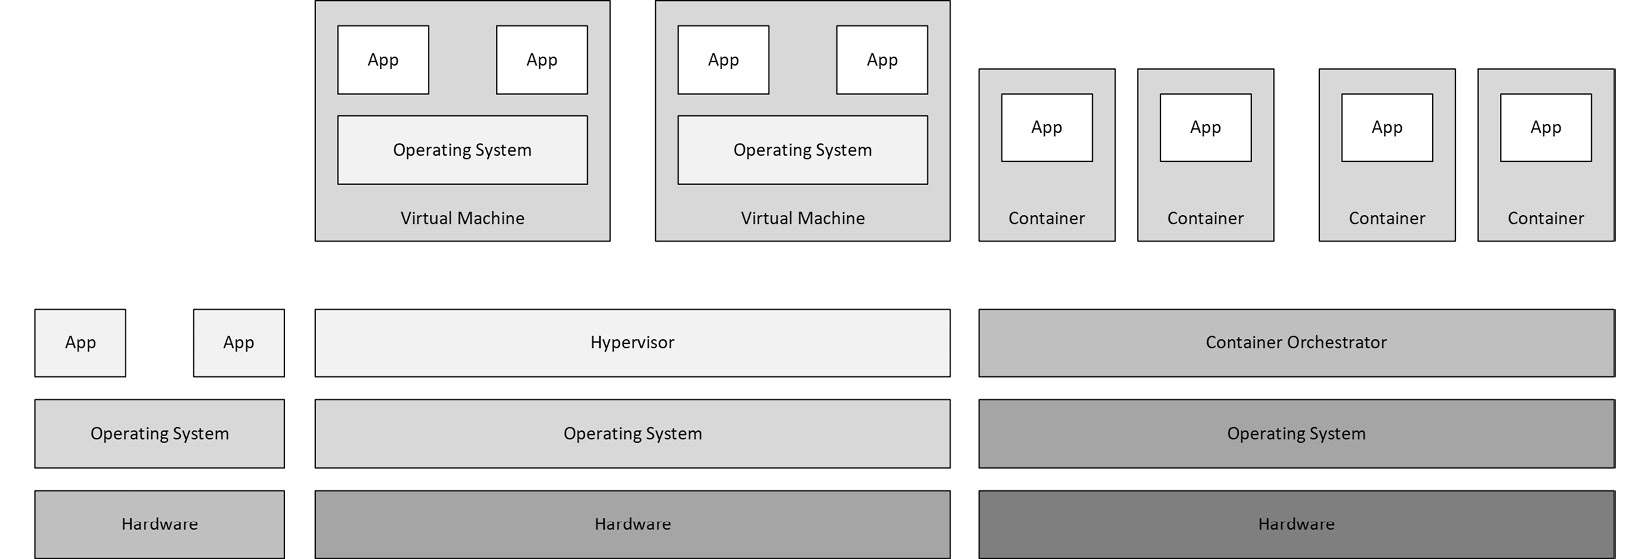 App
App
Operating System
Hardware
App
App
Operating System
Virtual Machine
App
App
Operating System
Virtual Machine
Hypervisor
Operating System
Hardware
App
Container
App
Container
App
Container
App
Container
Container Orchestrator
Operating System
Hardware